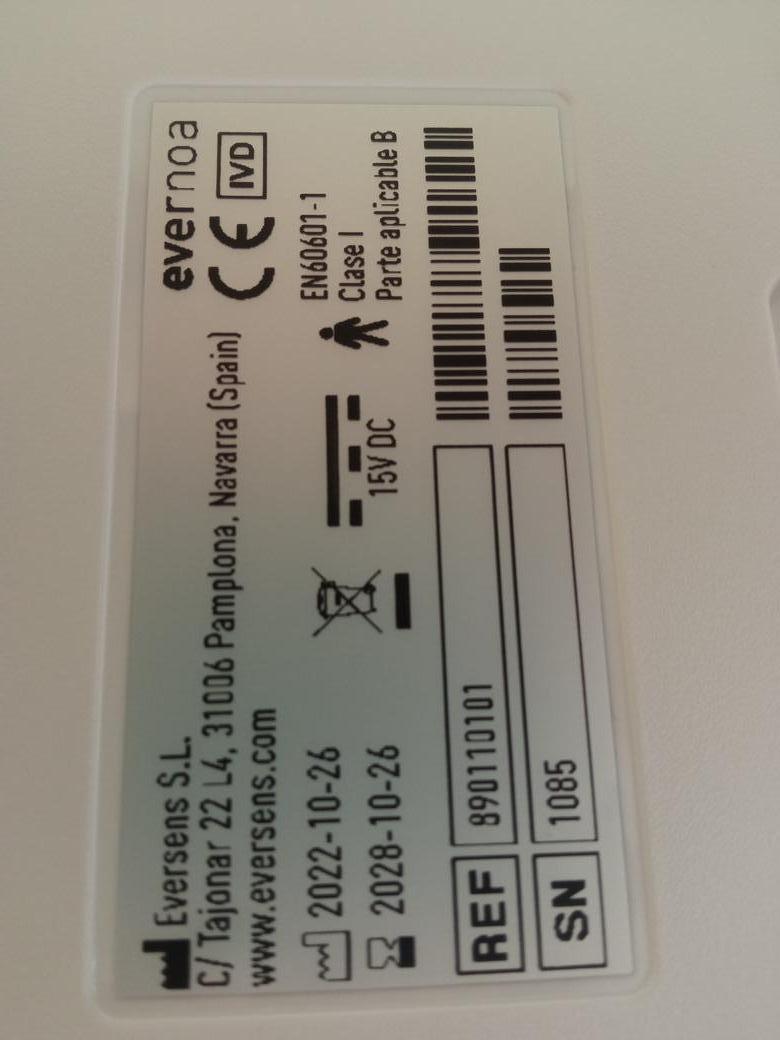 Eversens S.L.
evernoa
C/ Tajonar 22 L4, 31006 Pamplona, Navarra (Spain)
CE IVD
www.eversens.com
2022-10-26
2028-10-26
15V DC
EN60601-1
Clase I
Parte aplicable B
REF 890110101
SN 1085